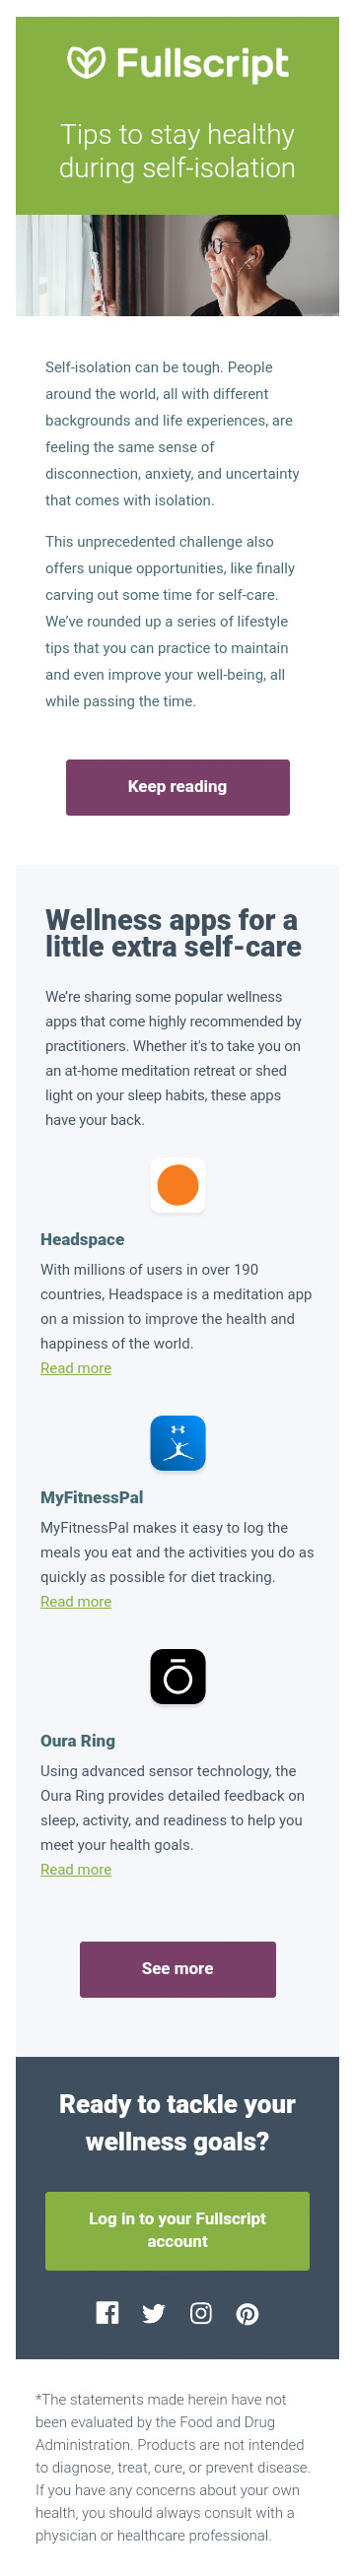 Fullscript
Tips to stay healthy
during self-isolation
Self-isolation can be tough. People
around the world, all with different
backgrounds and life experiences, are
feeling the same sense of
disconnection, anxiety, and uncertainty
that comes with isolation.
This unprecedented challenge also
offers unique opportunities, like finally
carving out some time for self-care.
We’ve rounded up a series of lifestyle
tips that you can practice to maintain
and even improve your well-being, all
while passing the time.
Keep reading
Wellness apps for a
little extra self-care
We’re sharing some popular wellness
apps that come highly recommended by
practitioners. Whether it's to take you on
an at-home meditation retreat or shed
light on your sleep habits, these apps
have your back.
Headspace
With millions of users in over 190
countries, Headspace is a meditation app
on a mission to improve the health and
happiness of the world.
Read more
MyFitnessPal
MyFitnessPal makes it easy to log the
meals you eat and the activities you do as
quickly as possible for diet tracking.
Read more
Oura Ring
Using advanced sensor technology, the
Oura Ring provides detailed feedback on
sleep, activity, and readiness to help you
meet your health goals.
Read more
See more
Ready to tackle your
wellness goals?
Log in to your Fullscript
account
*The statements made herein have not
been evaluated by the Food and Drug
Administration. Products are not intended
to diagnose, treat, cure, or prevent disease.
If you have any concerns about your own
health, you should always consult with a
physician or healthcare professional.